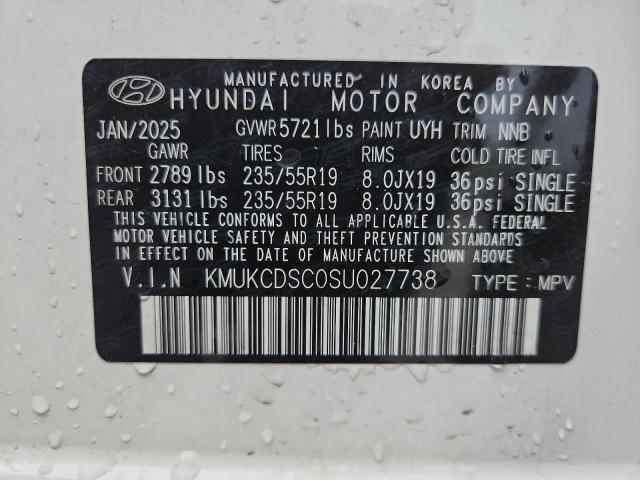 MANUFACTURED IN KOREA BY
HYUNDAI MOTOR COMPANY
JAN/2025 GVWR 5721lbs PAINT UYH TRIM NNB
GAWR TIRES RIMS COLD TIRE INFL
FRONT 2789 lbs 235/55R19 8.0JX19 36psi SINGLE
REAR 3131 lbs 235/55R19 8.0JX19 36psi SINGLE
THIS VEHICLE CONFORMS TO ALL APPLICABLE U.S.A. FEDERAL
MOTOR VEHICLE SAFETY AND THEFT PREVENTION STANDARDS
IN EFFECT ON THE DATE OF MANUFACTURE SHOWN ABOVE.
V.I.N KMUKCDSC0SU027738 TYPE: MPV